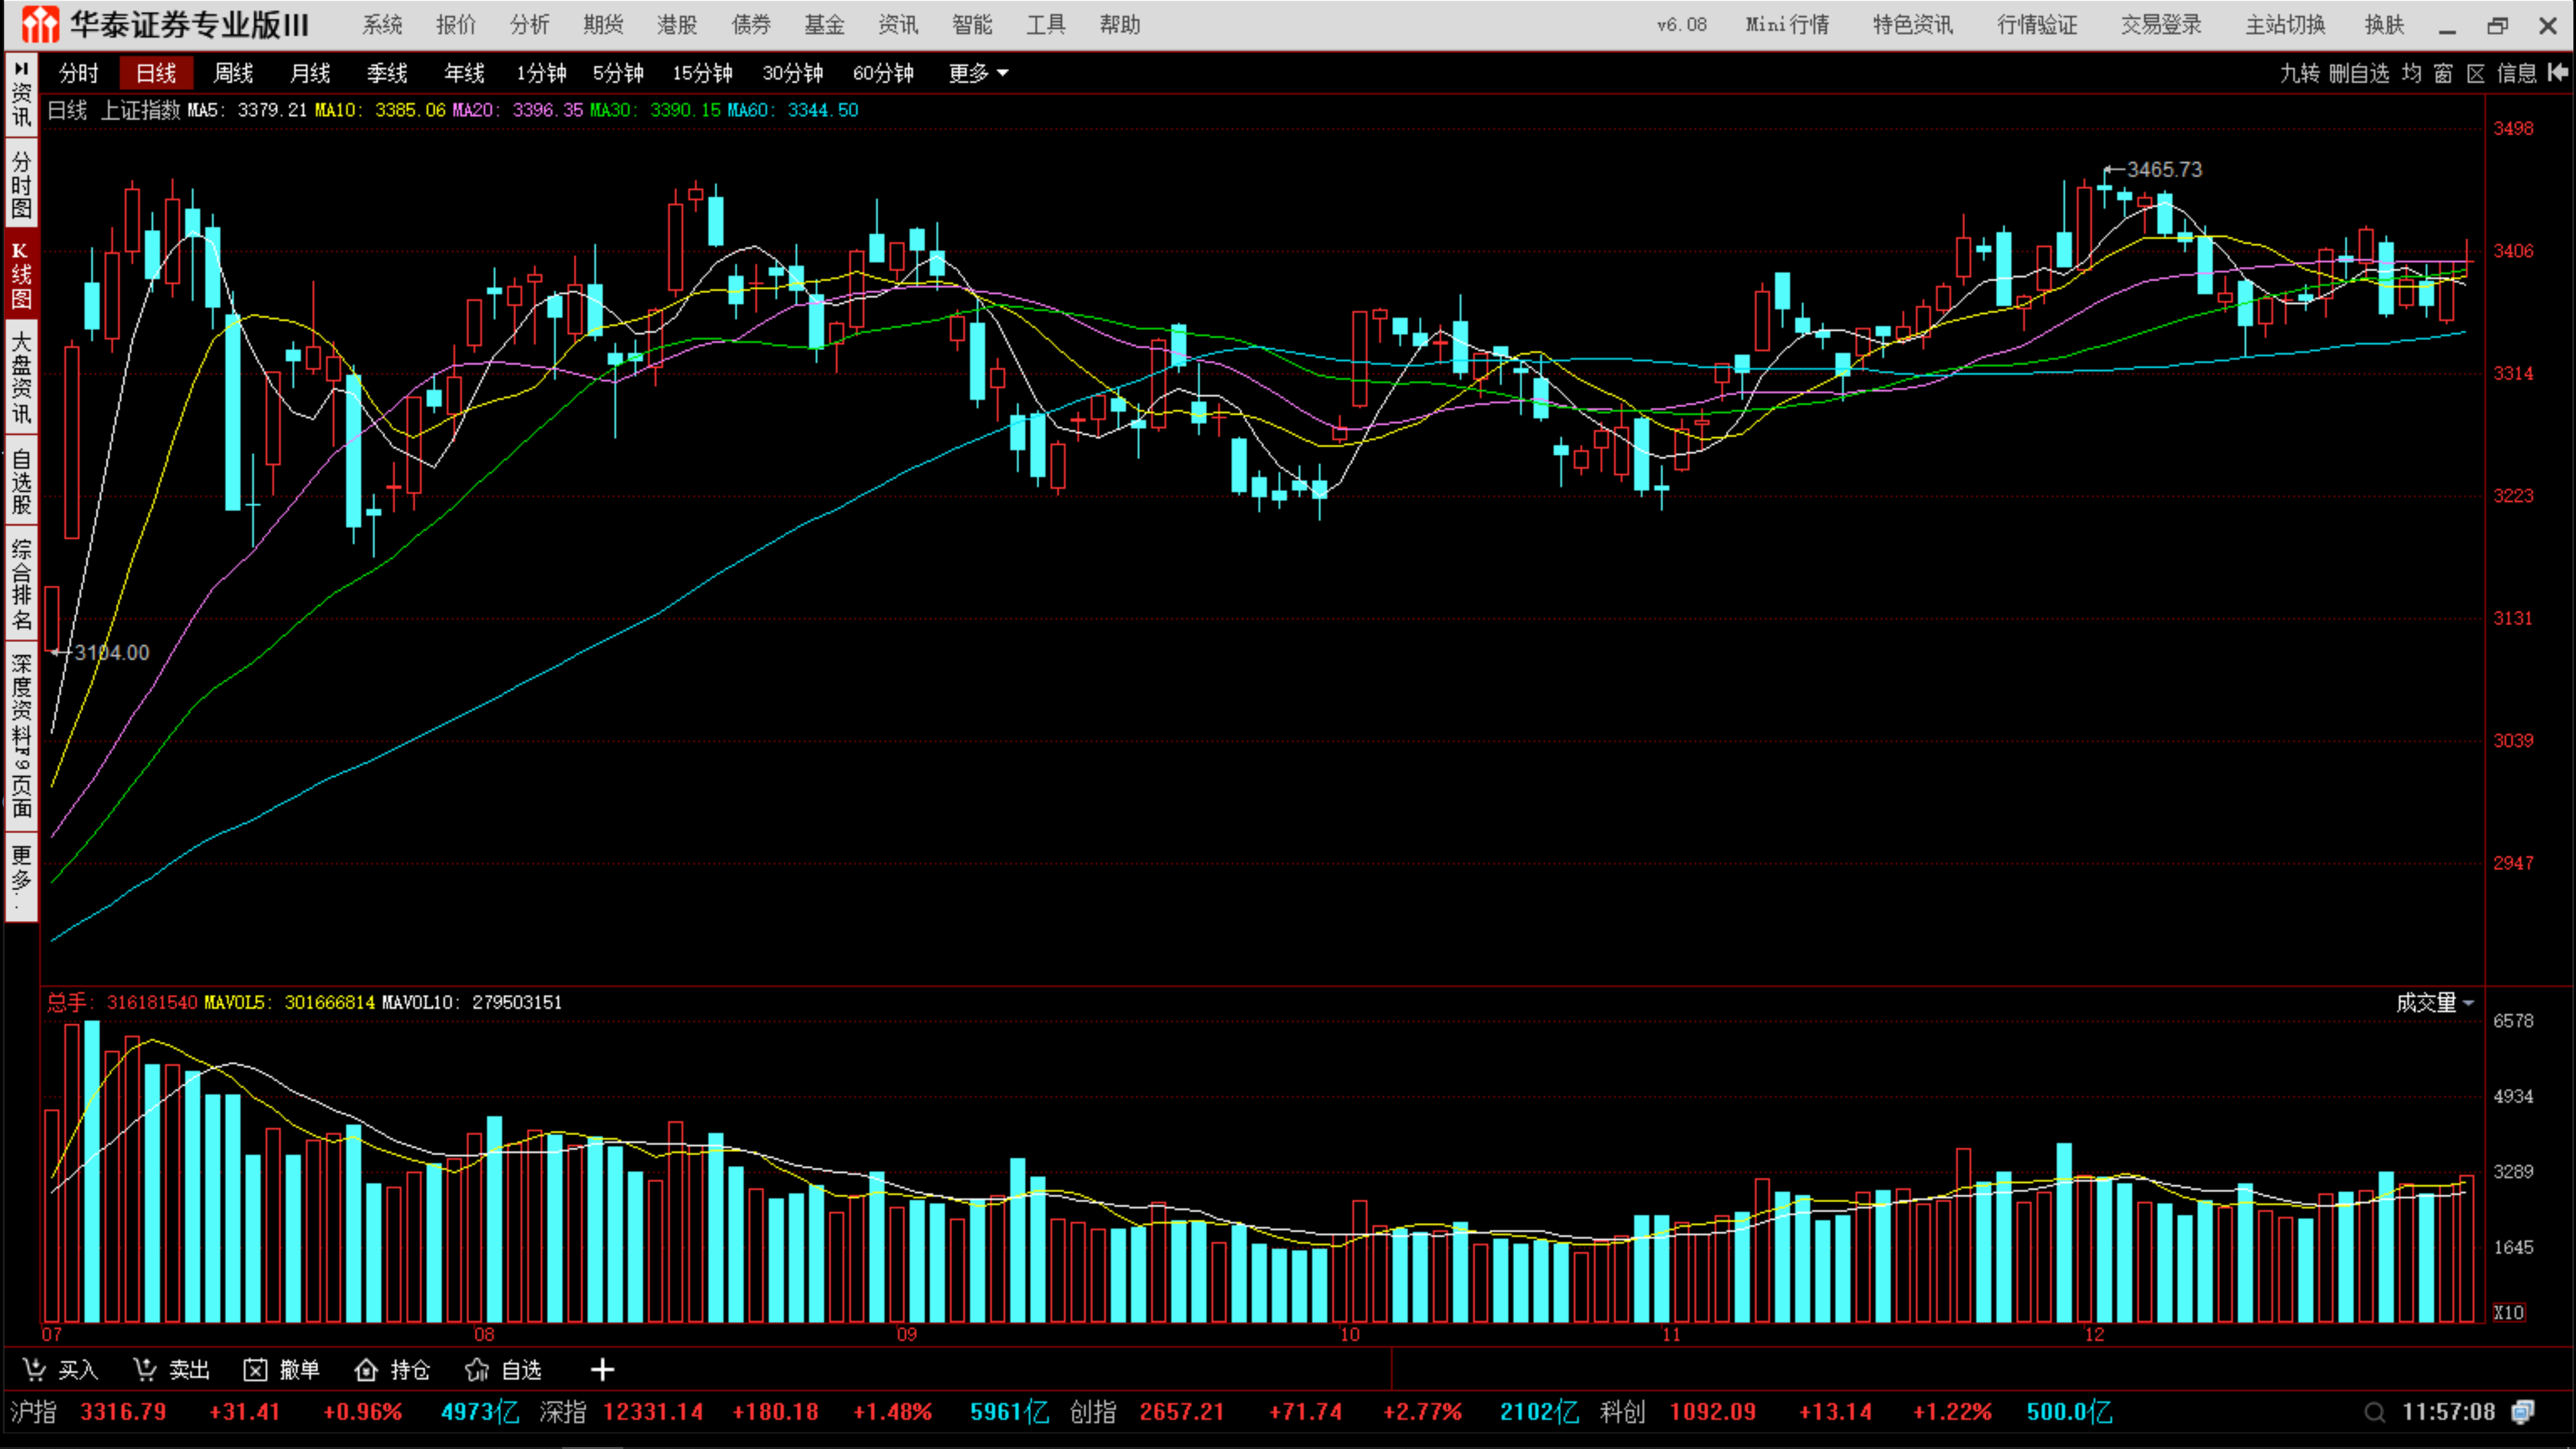 华泰证券专业版III 系统 报价 分析 期货 港股 债券 基金 资讯 智能 工具 帮助 v6.08 Mini行情 特色资讯 行情验证 交易登录 主站切换 换肤
分时 日线 周线 月线 季线 年线 1分钟 5分钟 15分钟 30分钟 60分钟 更多 九转 删自选 均 窗 区 信息
日线 上证指数 MA5: 3379.21 MA10: 3385.06 MA20: 3396.35 MA30: 3390.15 MA60: 3344.50
资讯
分时图
K线图
大盘资讯
自选股
综合排名
深度资料F9页面
更多..
3465.73
3104.00
3498
3406
3314
3223
3131
3039
2947
总手: 316181540 MAVOL5: 301666814 MAVOL10: 279503151 成交量
6578
4934
3289
1645
X10
07 08 09 10 11 12
买入 卖出 撤单 持仓 自选 +
沪指 3316.79 +31.41 +0.96% 4973亿 深指 12331.14 +180.18 +1.48% 5961亿 创指 2657.21 +71.74 +2.77% 2102亿 科创 1092.09 +13.14 +1.22% 500.0亿 11:57:08